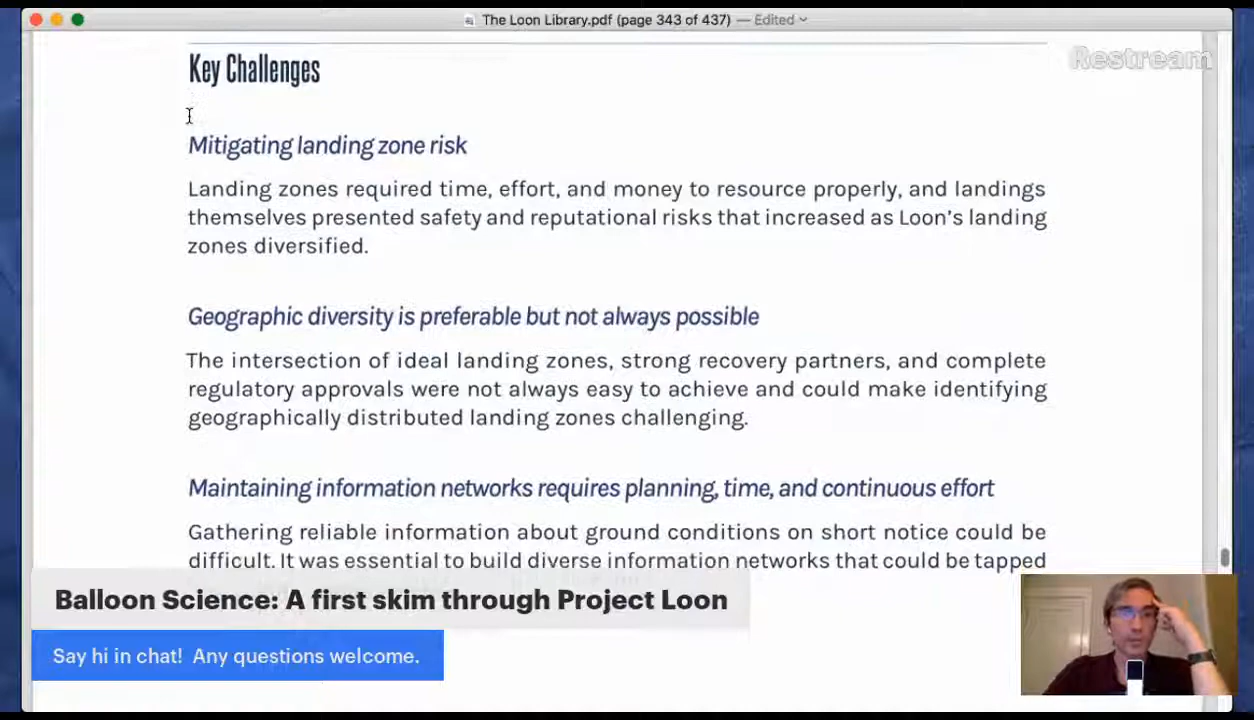 The Loon Library.pdf (page 343 of 437) — Edited
Restream
Key Challenges
Mitigating landing zone risk
Landing zones required time, effort, and money to resource properly, and landings
themselves presented safety and reputational risks that increased as Loon's landing
zones diversified.
Geographic diversity is preferable but not always possible
The intersection of ideal landing zones, strong recovery partners, and complete
regulatory approvals were not always easy to achieve and could make identifying
geographically distributed landing zones challenging.
Maintaining information networks requires planning, time, and continuous effort
Gathering reliable information about ground conditions on short notice could be
difficult. It was essential to build diverse information networks that could be tapped
Balloon Science: A first skim through Project Loon
Say hi in chat! Any questions welcome.